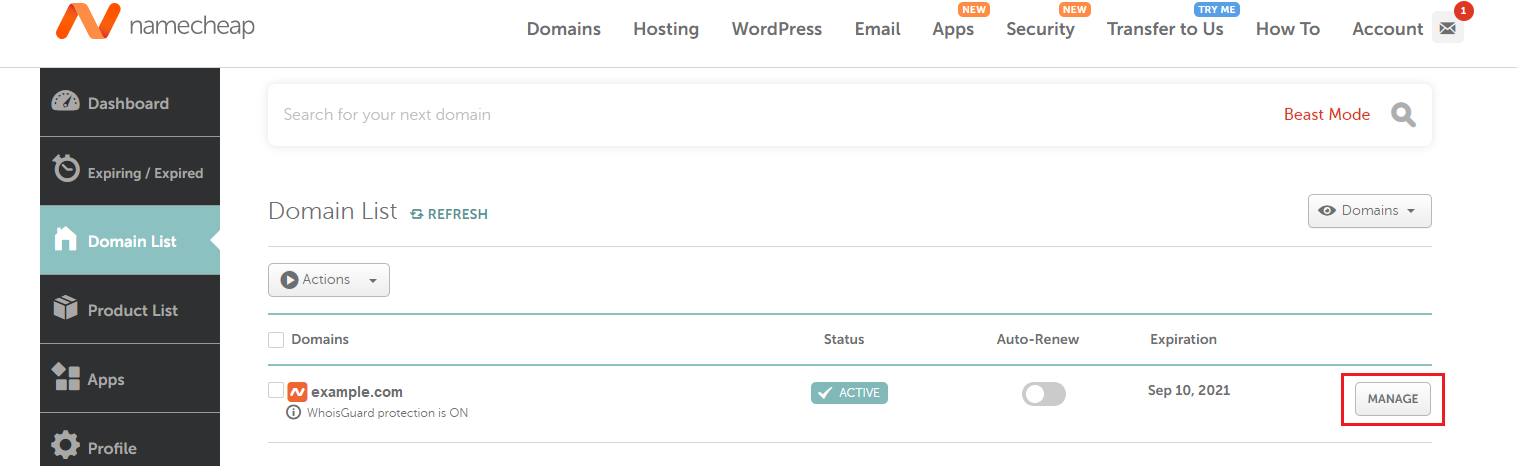 NEW NEW TRY ME 1
namecheap Domains Hosting WordPress Email Apps Security Transfer to Us How To Account
Dashboard
Search for your next domain Beast Mode
Expiring / Expired
Domain List REFRESH Domains
Domain List
Actions
Product List
Domains Status Auto-Renew Expiration
Apps
example.com ACTIVE Sep 10, 2021 MANAGE
WhoisGuard protection is ON
Profile